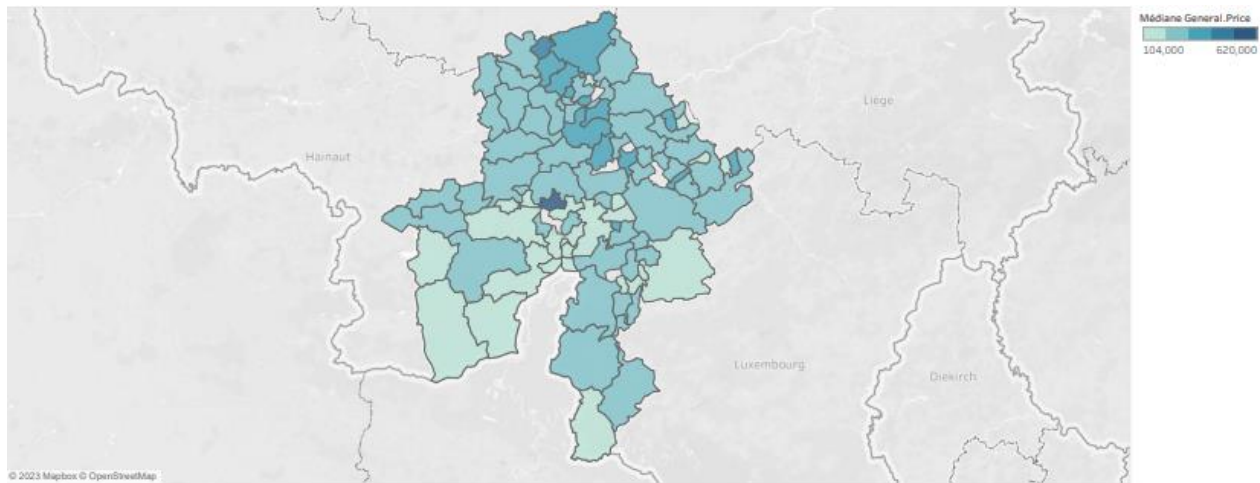 Médiane General.Price
104,000 620,000
Liege
Hainaut
Luxembourg
Diekirch
© 2023 Mapbox © OpenStreetMap